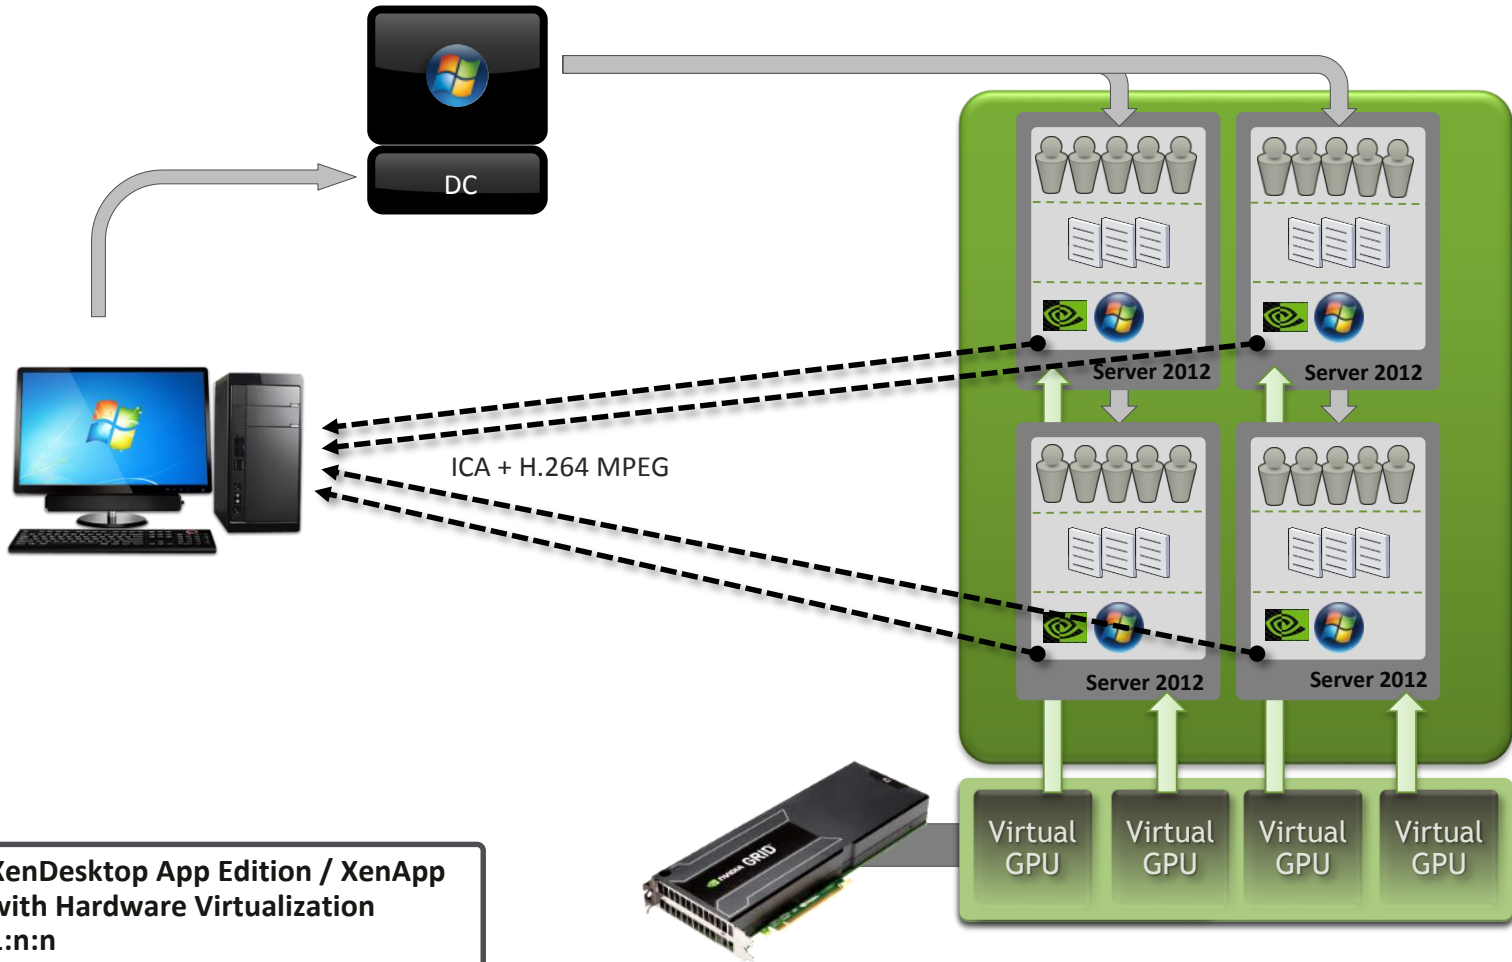 DC
Server 2012
Server 2012
ICA + H.264 MPEG
Server 2012
Server 2012
NVIDIA GRID
Virtual
GPU
Virtual
GPU
Virtual
GPU
Virtual
GPU
XenDesktop App Edition / XenApp
with Hardware Virtualization
:n:n